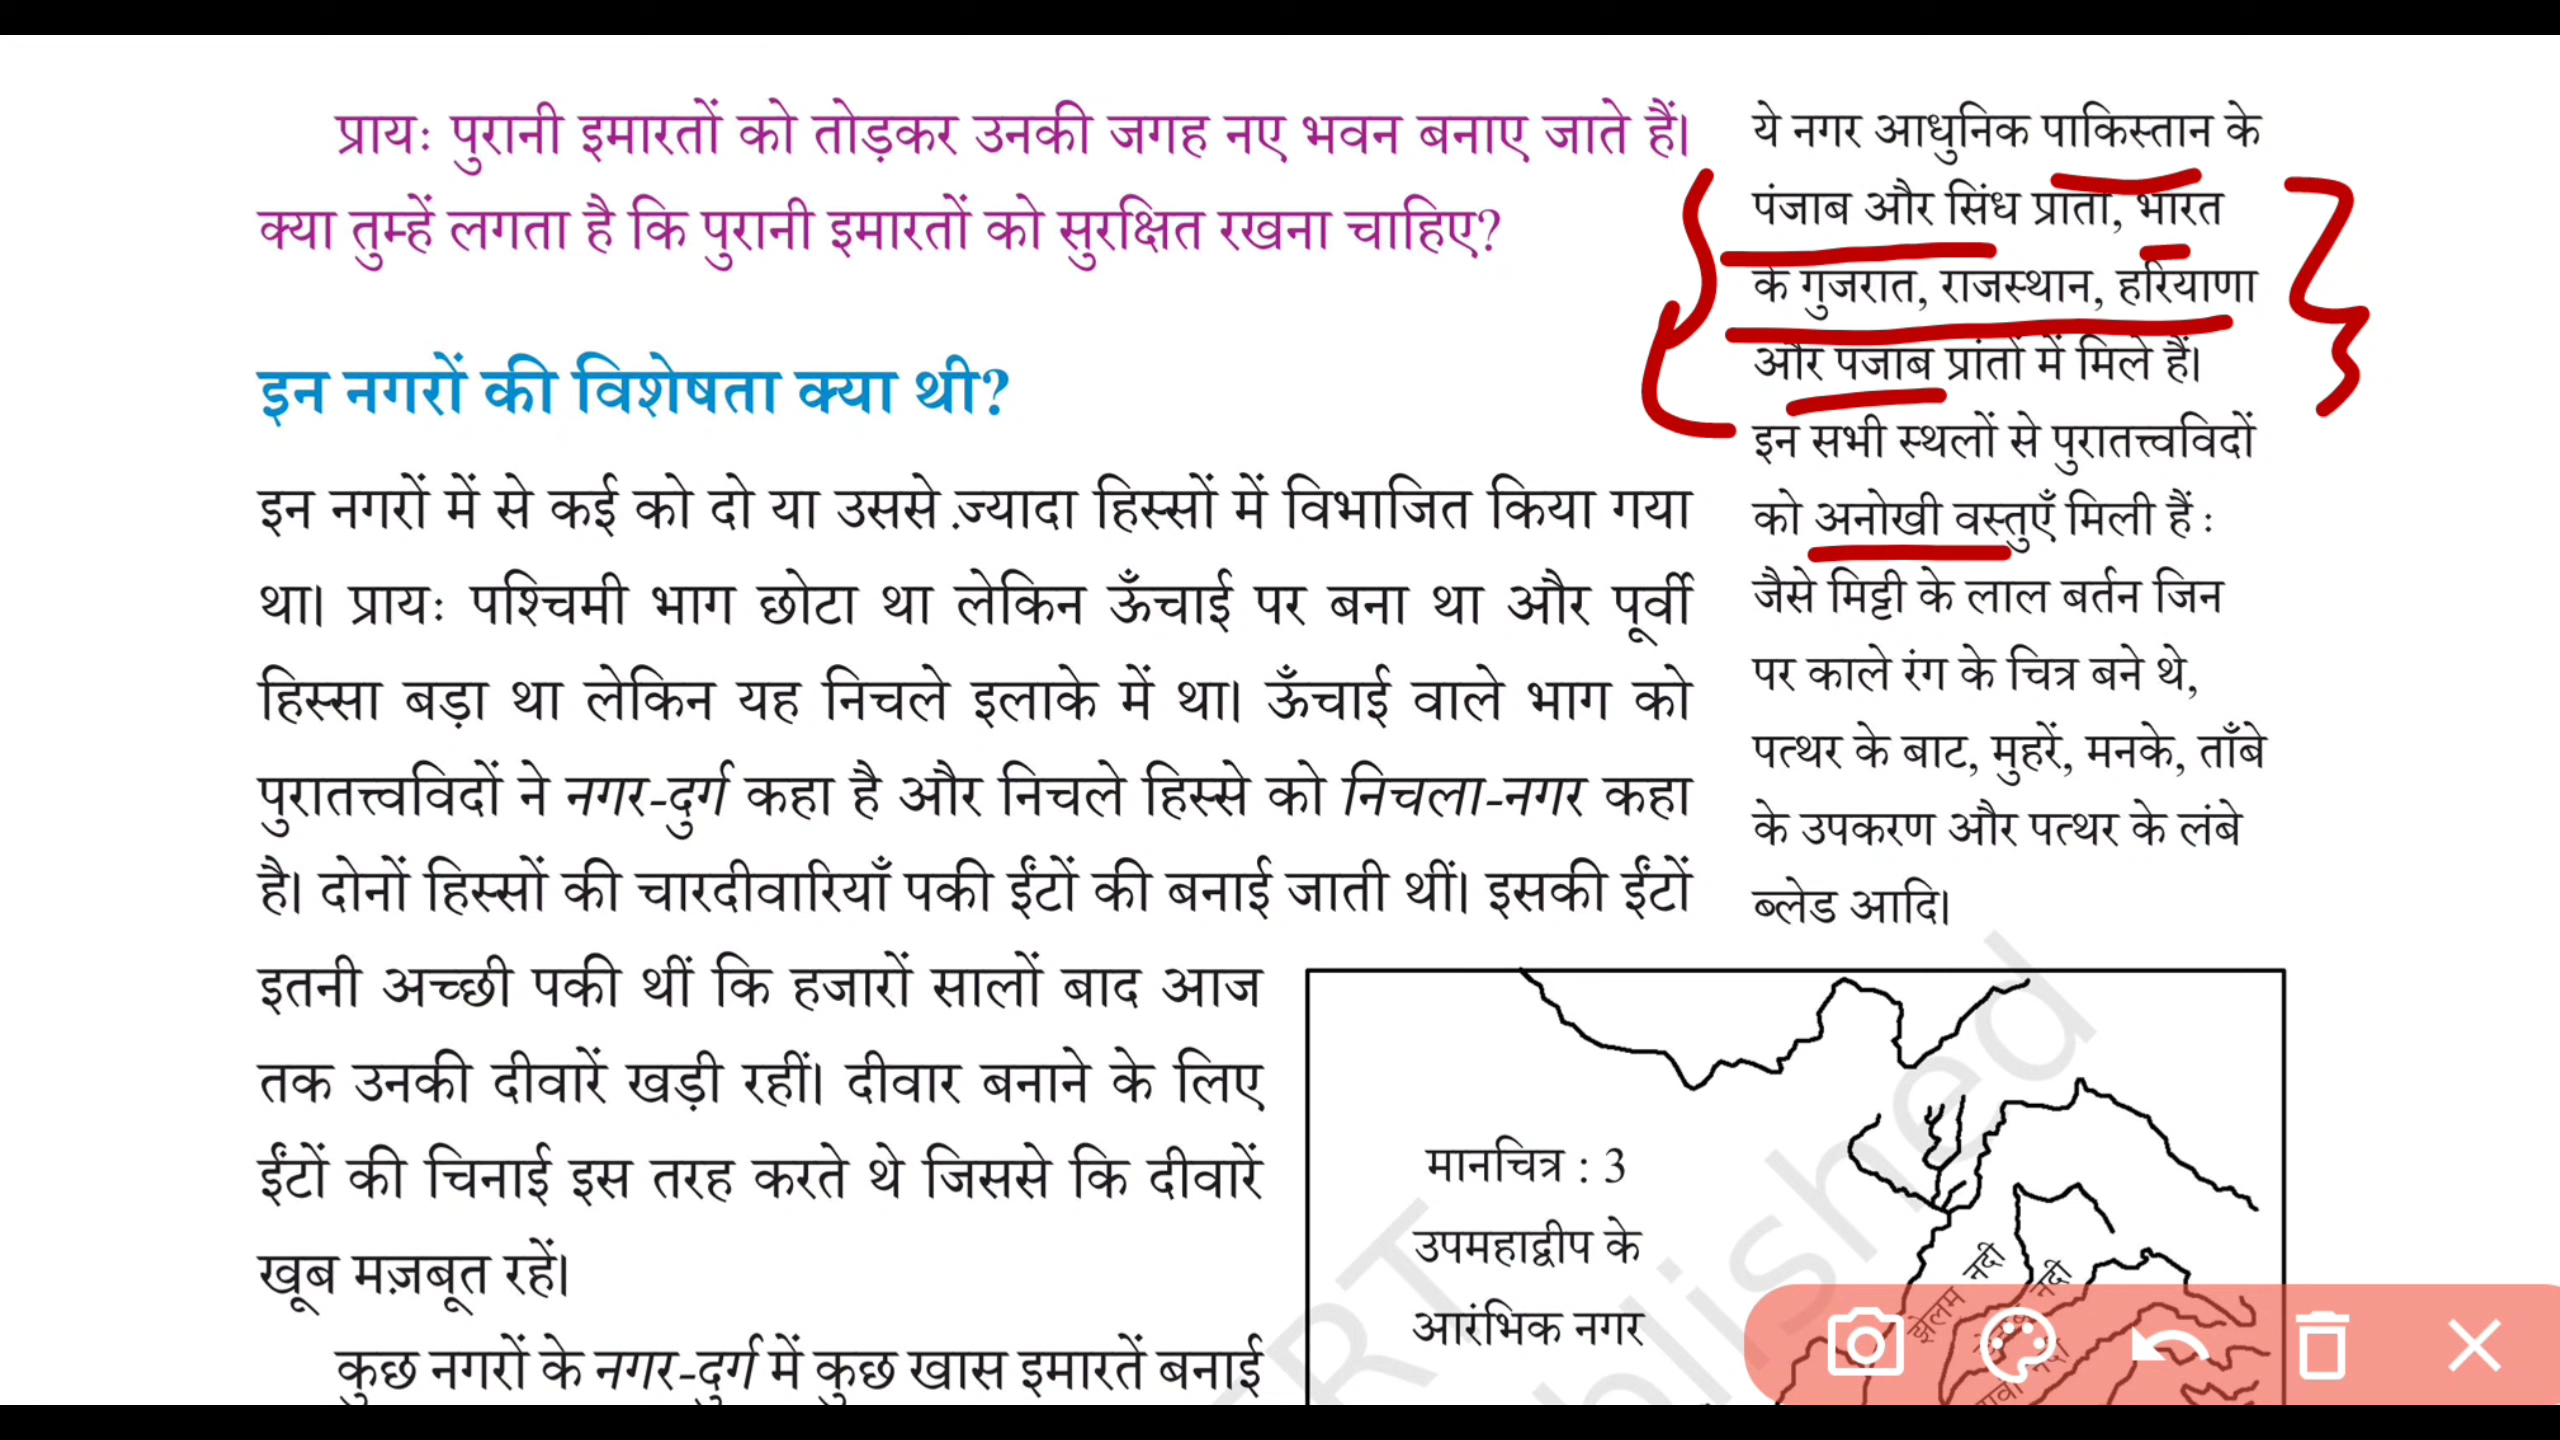 प्रायः पुरानी इमारतों को तोड़कर उनकी जगह नए भवन बनाए जाते हैं।
क्या तुम्हें लगता है कि पुरानी इमारतों को सुरक्षित रखना चाहिए?
इन नगरों की विशेषता क्या थी?
इन नगरों में से कई को दो या उससे ज़्यादा हिस्सों में विभाजित किया गया
था। प्रायः पश्चिमी भाग छोटा था लेकिन ऊँचाई पर बना था और पूर्वी
हिस्सा बड़ा था लेकिन यह निचले इलाके में था। ऊँचाई वाले भाग को
पुरातत्त्वविदों ने नगर-दुर्ग कहा है और निचले हिस्से को निचला-नगर कहा
है। दोनों हिस्सों की चारदीवारियाँ पकी ईंटों की बनाई जाती थीं। इसकी ईंटों
इतनी अच्छी पकी थीं कि हजारों सालों बाद आज
तक उनकी दीवारें खड़ी रहीं। दीवार बनाने के लिए
ईंटों की चिनाई इस तरह करते थे जिससे कि दीवारें
खूब मज़बूत रहें।
कुछ नगरों के नगर-दुर्ग में कुछ खास इमारतें बनाई
ये नगर आधुनिक पाकिस्तान के
पंजाब और सिंध प्रांतों, भारत
के गुजरात, राजस्थान, हरियाणा
और पंजाब प्रांतों में मिले हैं।
इन सभी स्थलों से पुरातत्त्वविदों
को अनोखी वस्तुएँ मिली हैं :
जैसे मिट्टी के लाल बर्तन जिन
पर काले रंग के चित्र बने थे,
पत्थर के बाट, मुहरें, मनके, ताँबे
के उपकरण और पत्थर के लंबे
ब्लेड आदि।
मानचित्र : 3
उपमहाद्वीप के
आरंभिक नगर
झेलम नदी
नदी
नदी